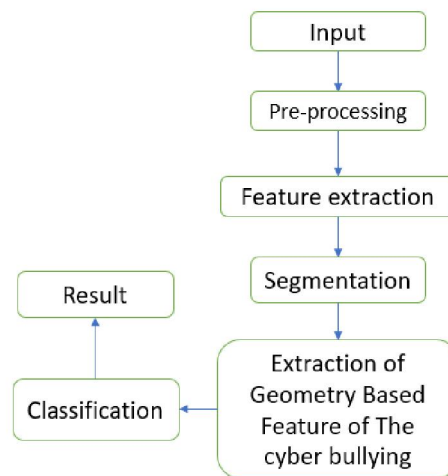 Input
Pre-processing
Feature extraction
Segmentation
Extraction of
Geometry Based
Feature of The
cyber bullying
Classification
Result